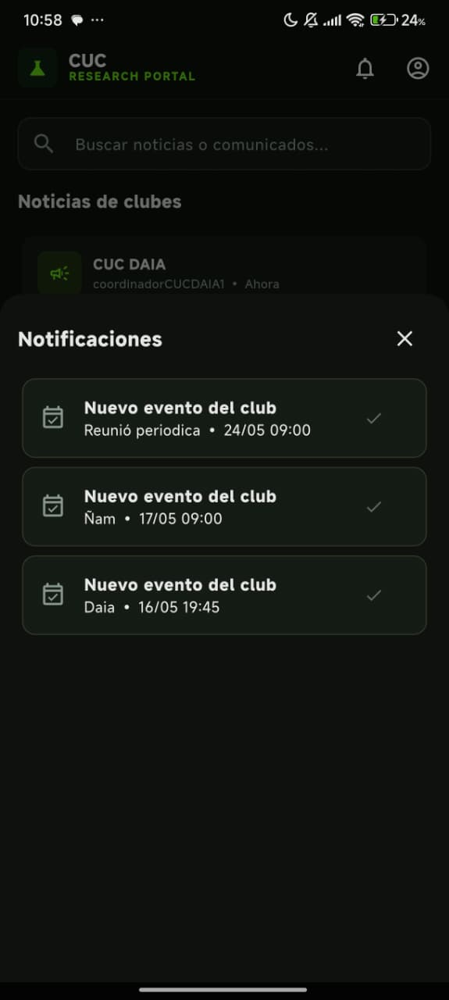 10:58
24%
CUC
RESEARCH PORTAL
Buscar noticias o comunicados...
Noticias de clubes
CUC DAIA
coordinadorCUCDAIA1 • Ahora
Notificaciones
Nuevo evento del club
Reunió periodica • 24/05 09:00
Nuevo evento del club
Ñam • 17/05 09:00
Nuevo evento del club
Daia • 16/05 19:45